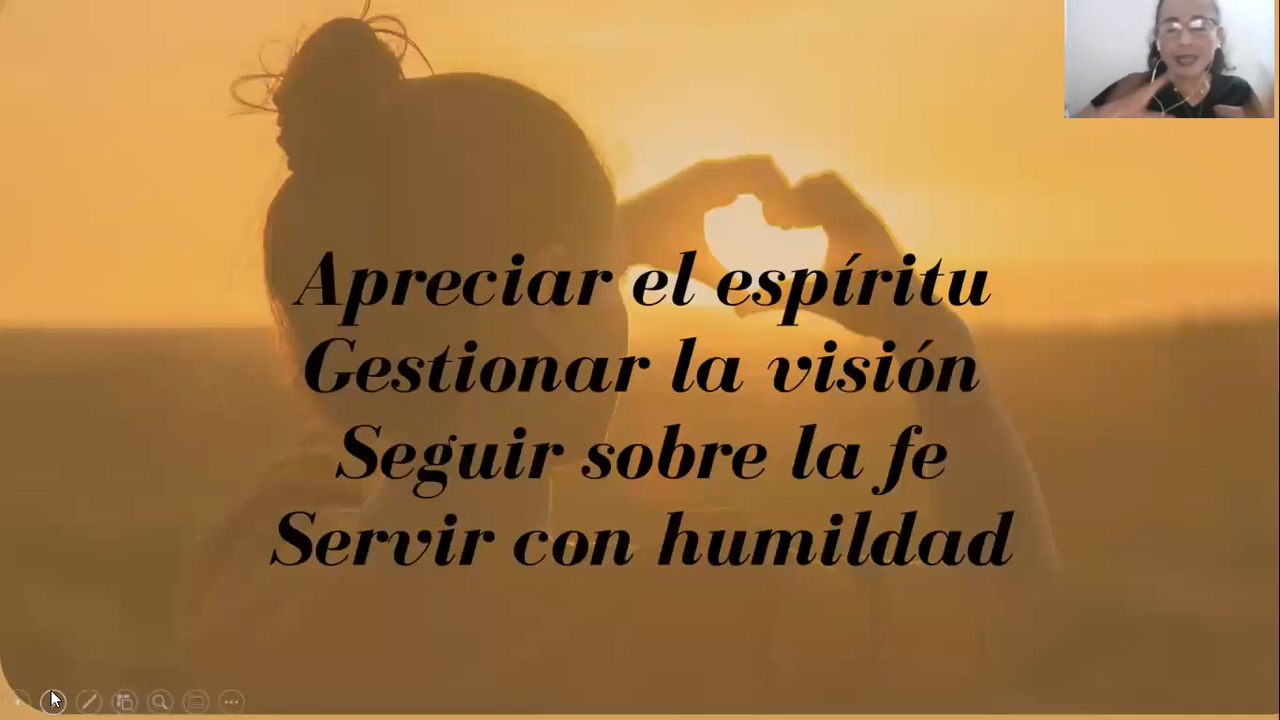 Apreciar el espíritu
Gestionar la visión
Seguir sobre la fe
Servir con humildad